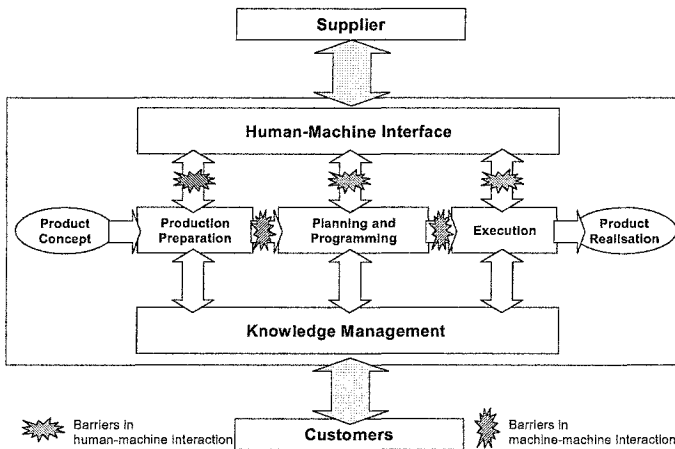 Supplier
Human-Machine Interface
Product
Concept
Production
Preparation
Planning and
Programming
Execution
Product
Realisation
Knowledge Management
Barriers in
human-machine interaction
Customers
Barriers in
machine-machine interaction